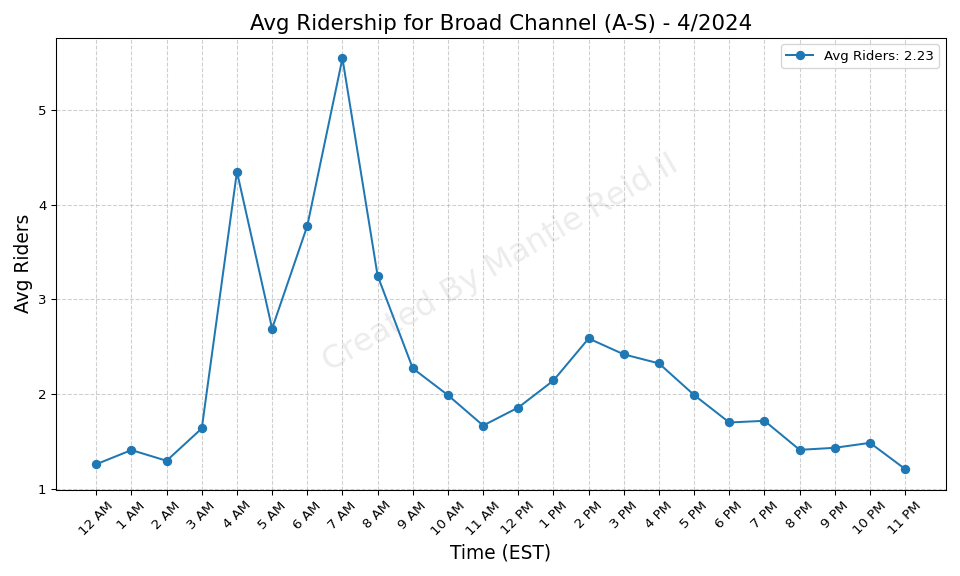 Avg Ridership for Broad Channel (A-S) - 4/2024
Avg Riders: 2.23
Created By Mantie Reid II
Avg Riders
5
4
3
2
1
12 AM
1 AM
2 AM
3 AM
4 AM
5 AM
6 AM
7 AM
8 AM
9 AM
10 AM
11 AM
12 PM
1 PM
2 PM
3 PM
4 PM
5 PM
6 PM
7 PM
8 PM
9 PM
10 PM
11 PM
Time (EST)